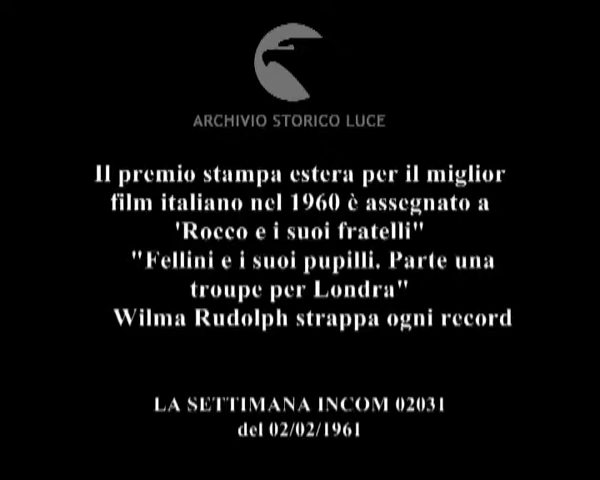 ARCHIVIO STORICO LUCE
Il premio stampa estera per il miglior
film italiano nel 1960 è assegnato a
'Rocco e i suoi fratelli"
"Fellini e i suoi pupilli. Parte una
troupe per Londra"
Wilma Rudolph strappa ogni record
LA SETTIMANA INCOM 02031
del 02/02/1961